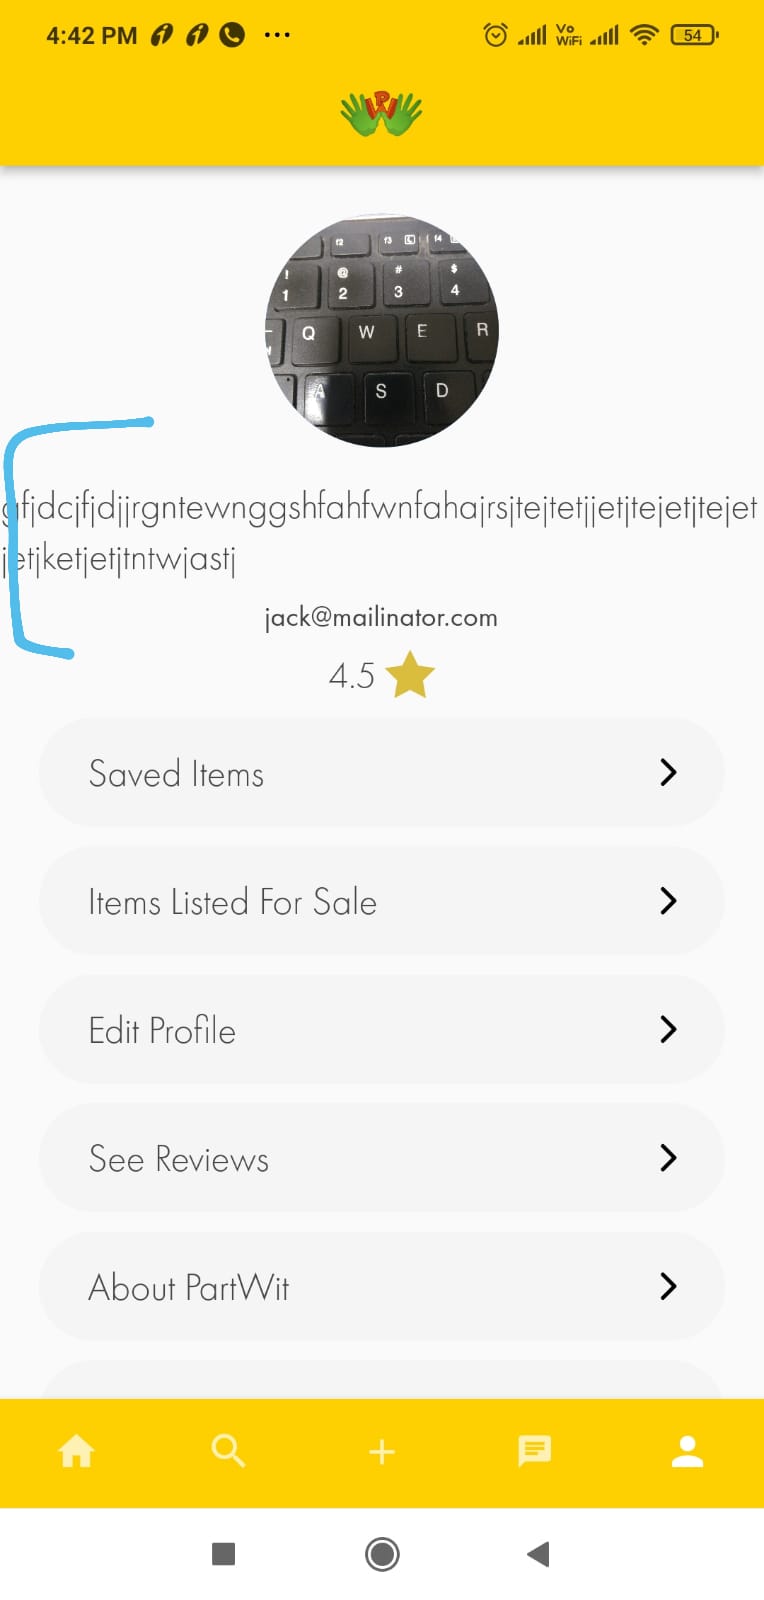 4:42 PM
Vo
WiFi
54
PW
f2 f3 f4
! @ # $
1 2 3 4
Q W E R
A S D
gfjdcjfjdjjrgntewnggshfahfwnfahajrsjtejtetjjetjtejetjtejet
jetjketjetjtntwjastj
jack@mailinator.com
4.5
Saved Items
Items Listed For Sale
Edit Profile
See Reviews
About PartWit